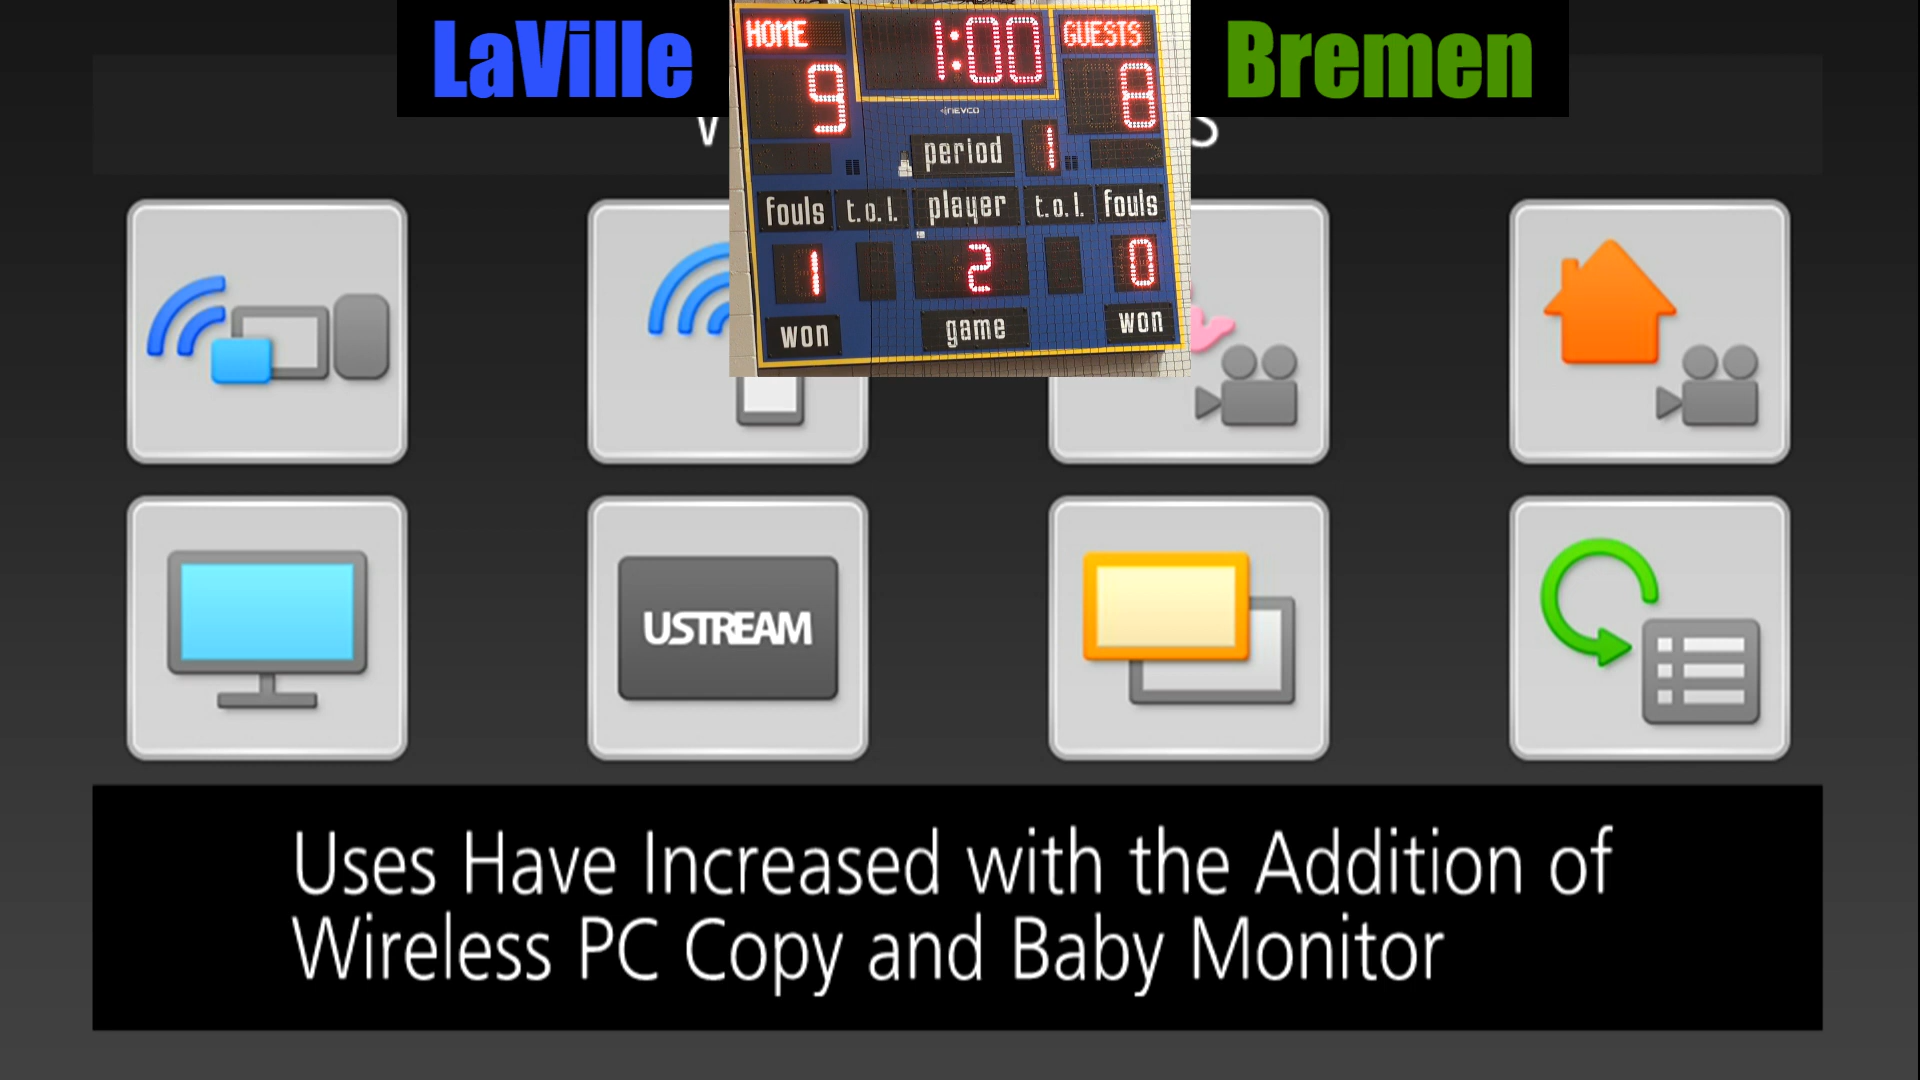 LaVille
Bremen
HOME
1:00
GUESTS
9
8
NEVCO
period
1
fouls
t.o.l.
player
t.o.l.
fouls
1
2
0
won
game
won
USTREAM
Uses Have Increased with the Addition of
Wireless PC Copy and Baby Monitor